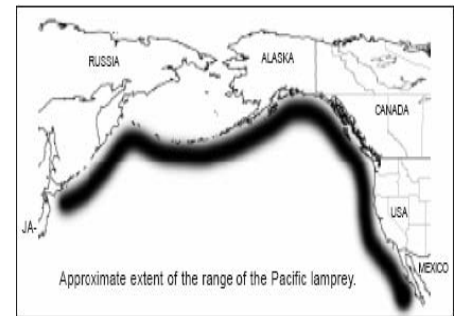 RUSSIA
ALASKA
CANADA
USA
JA-
MEXICO
Approximate extent of the range of the Pacific lamprey.